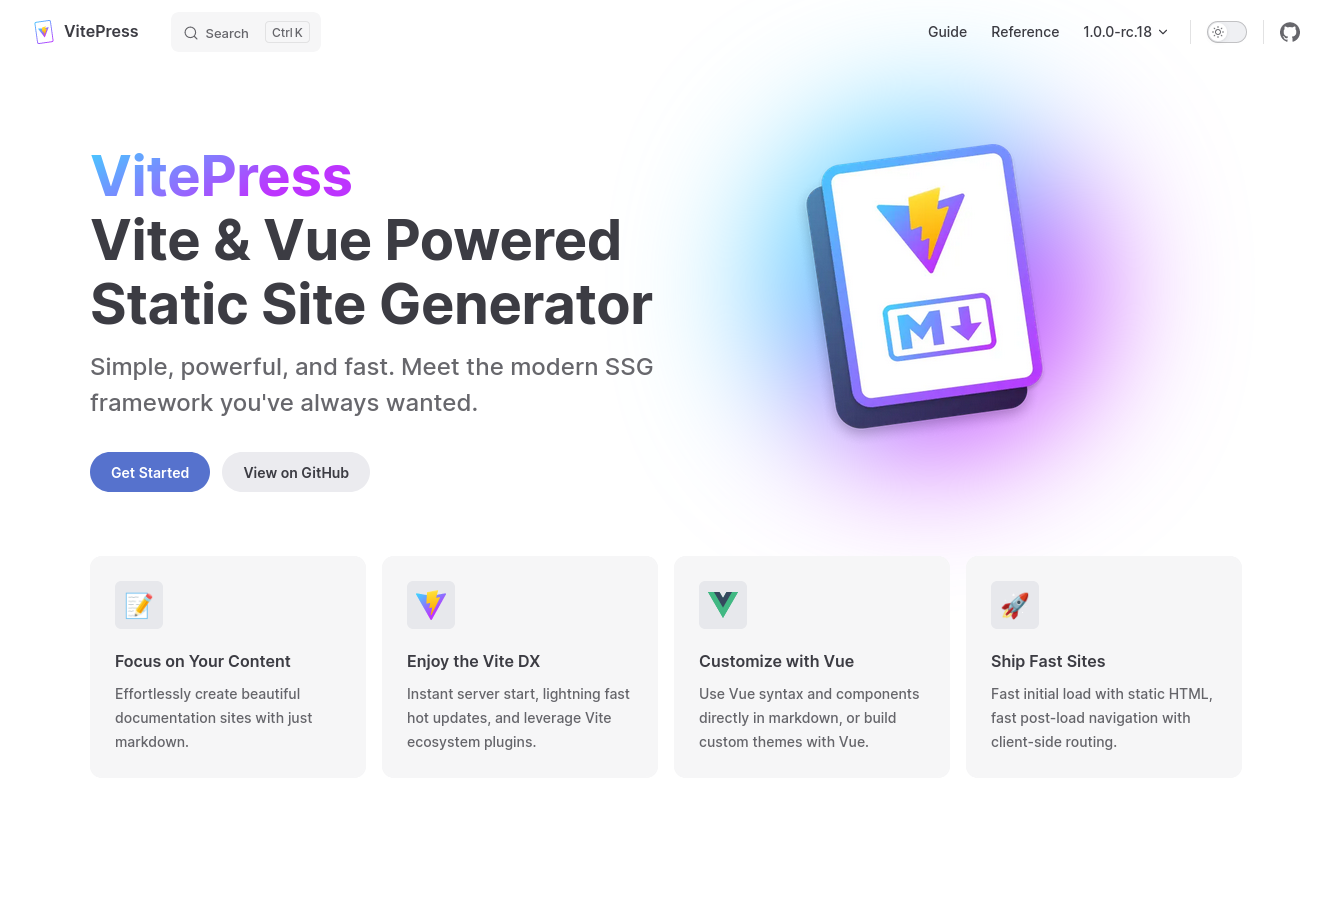 VitePress
Search
Ctrl K
Guide
Reference
1.0.0-rc.18
VitePress
Vite & Vue Powered
Static Site Generator
Simple, powerful, and fast. Meet the modern SSG
framework you've always wanted.
Get Started
View on GitHub
M
Focus on Your Content
Effortlessly create beautiful
documentation sites with just
markdown.
Enjoy the Vite DX
Instant server start, lightning fast
hot updates, and leverage Vite
ecosystem plugins.
Customize with Vue
Use Vue syntax and components
directly in markdown, or build
custom themes with Vue.
Ship Fast Sites
Fast initial load with static HTML,
fast post-load navigation with
client-side routing.